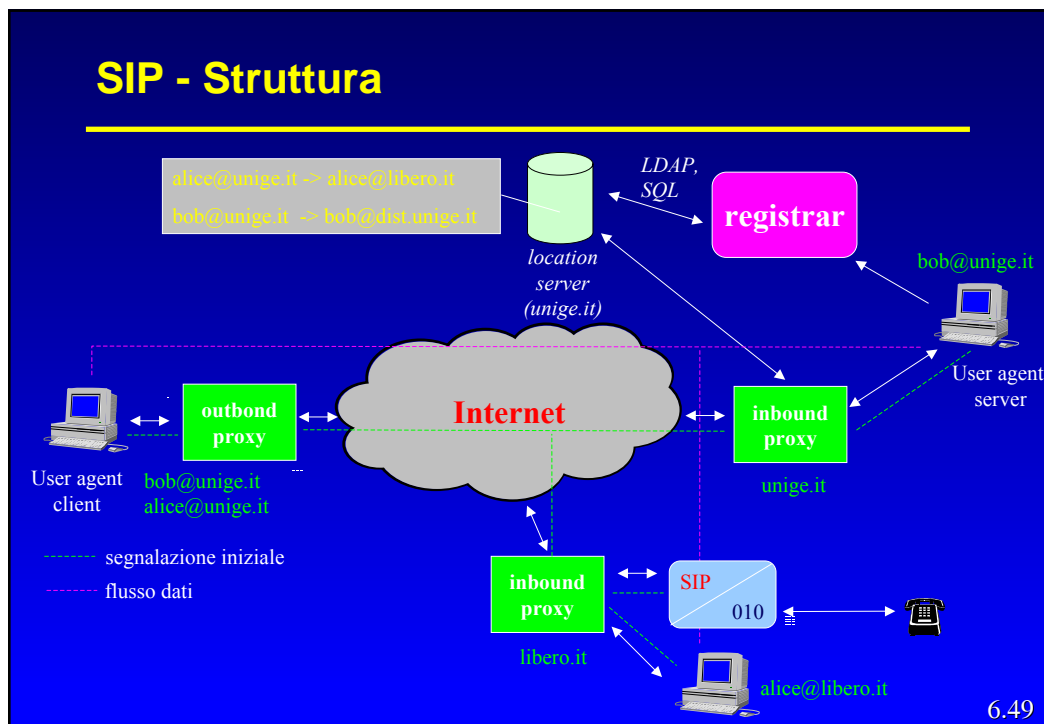 SIP - Struttura
alice@unige.it -> alice@libero.it
bob@unige.it -> bob@dist.unige.it
LDAP,
SQL
registrar
location
server
(unige.it)
bob@unige.it
User agent
server
outbond
proxy
Internet
inbound
proxy
unige.it
User agent
client
bob@unige.it
alice@unige.it
segnalazione iniziale
flusso dati
inbound
proxy
libero.it
SIP
010
alice@libero.it
6.49